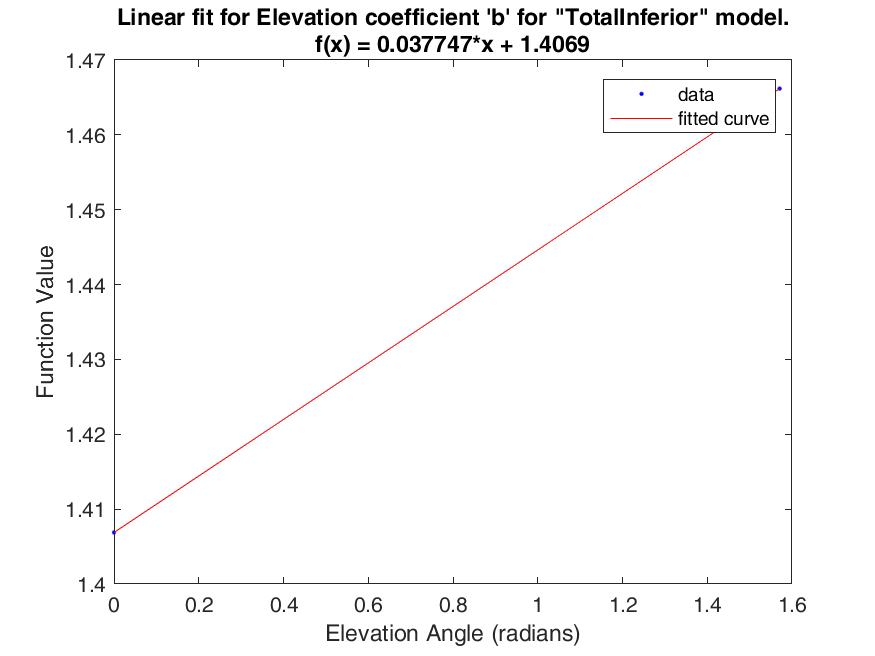 Linear fit for Elevation coefficient 'b' for "TotalInferior" model.
f(x) = 0.037747*x + 1.4069
1.47
1.46
1.45
1.44
1.43
1.42
1.41
1.4
Function Value
data
fitted curve
0 0.2 0.4 0.6 0.8 1 1.2 1.4 1.6
Elevation Angle (radians)